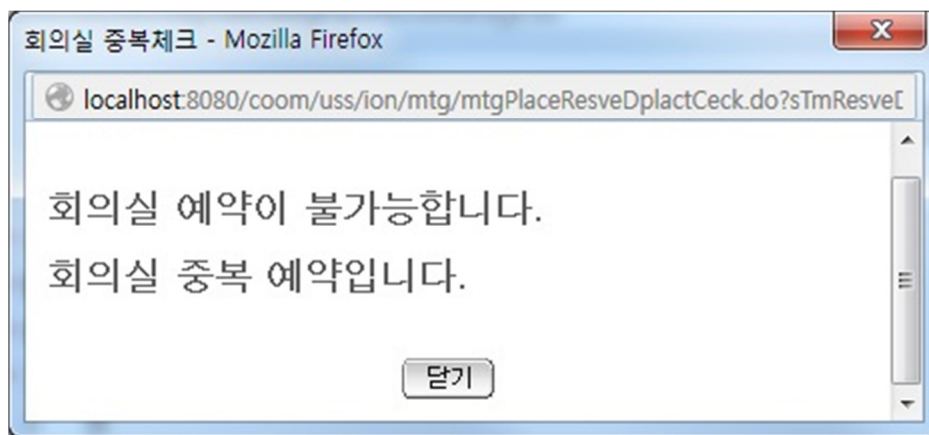 회의실 중복체크 - Mozilla Firefox
localhost:8080/coom/uss/ion/mtg/mtgPlaceResveDplactCeck.do?sTmResveD
회의실 예약이 불가능합니다.
회의실 중복 예약입니다.
닫기